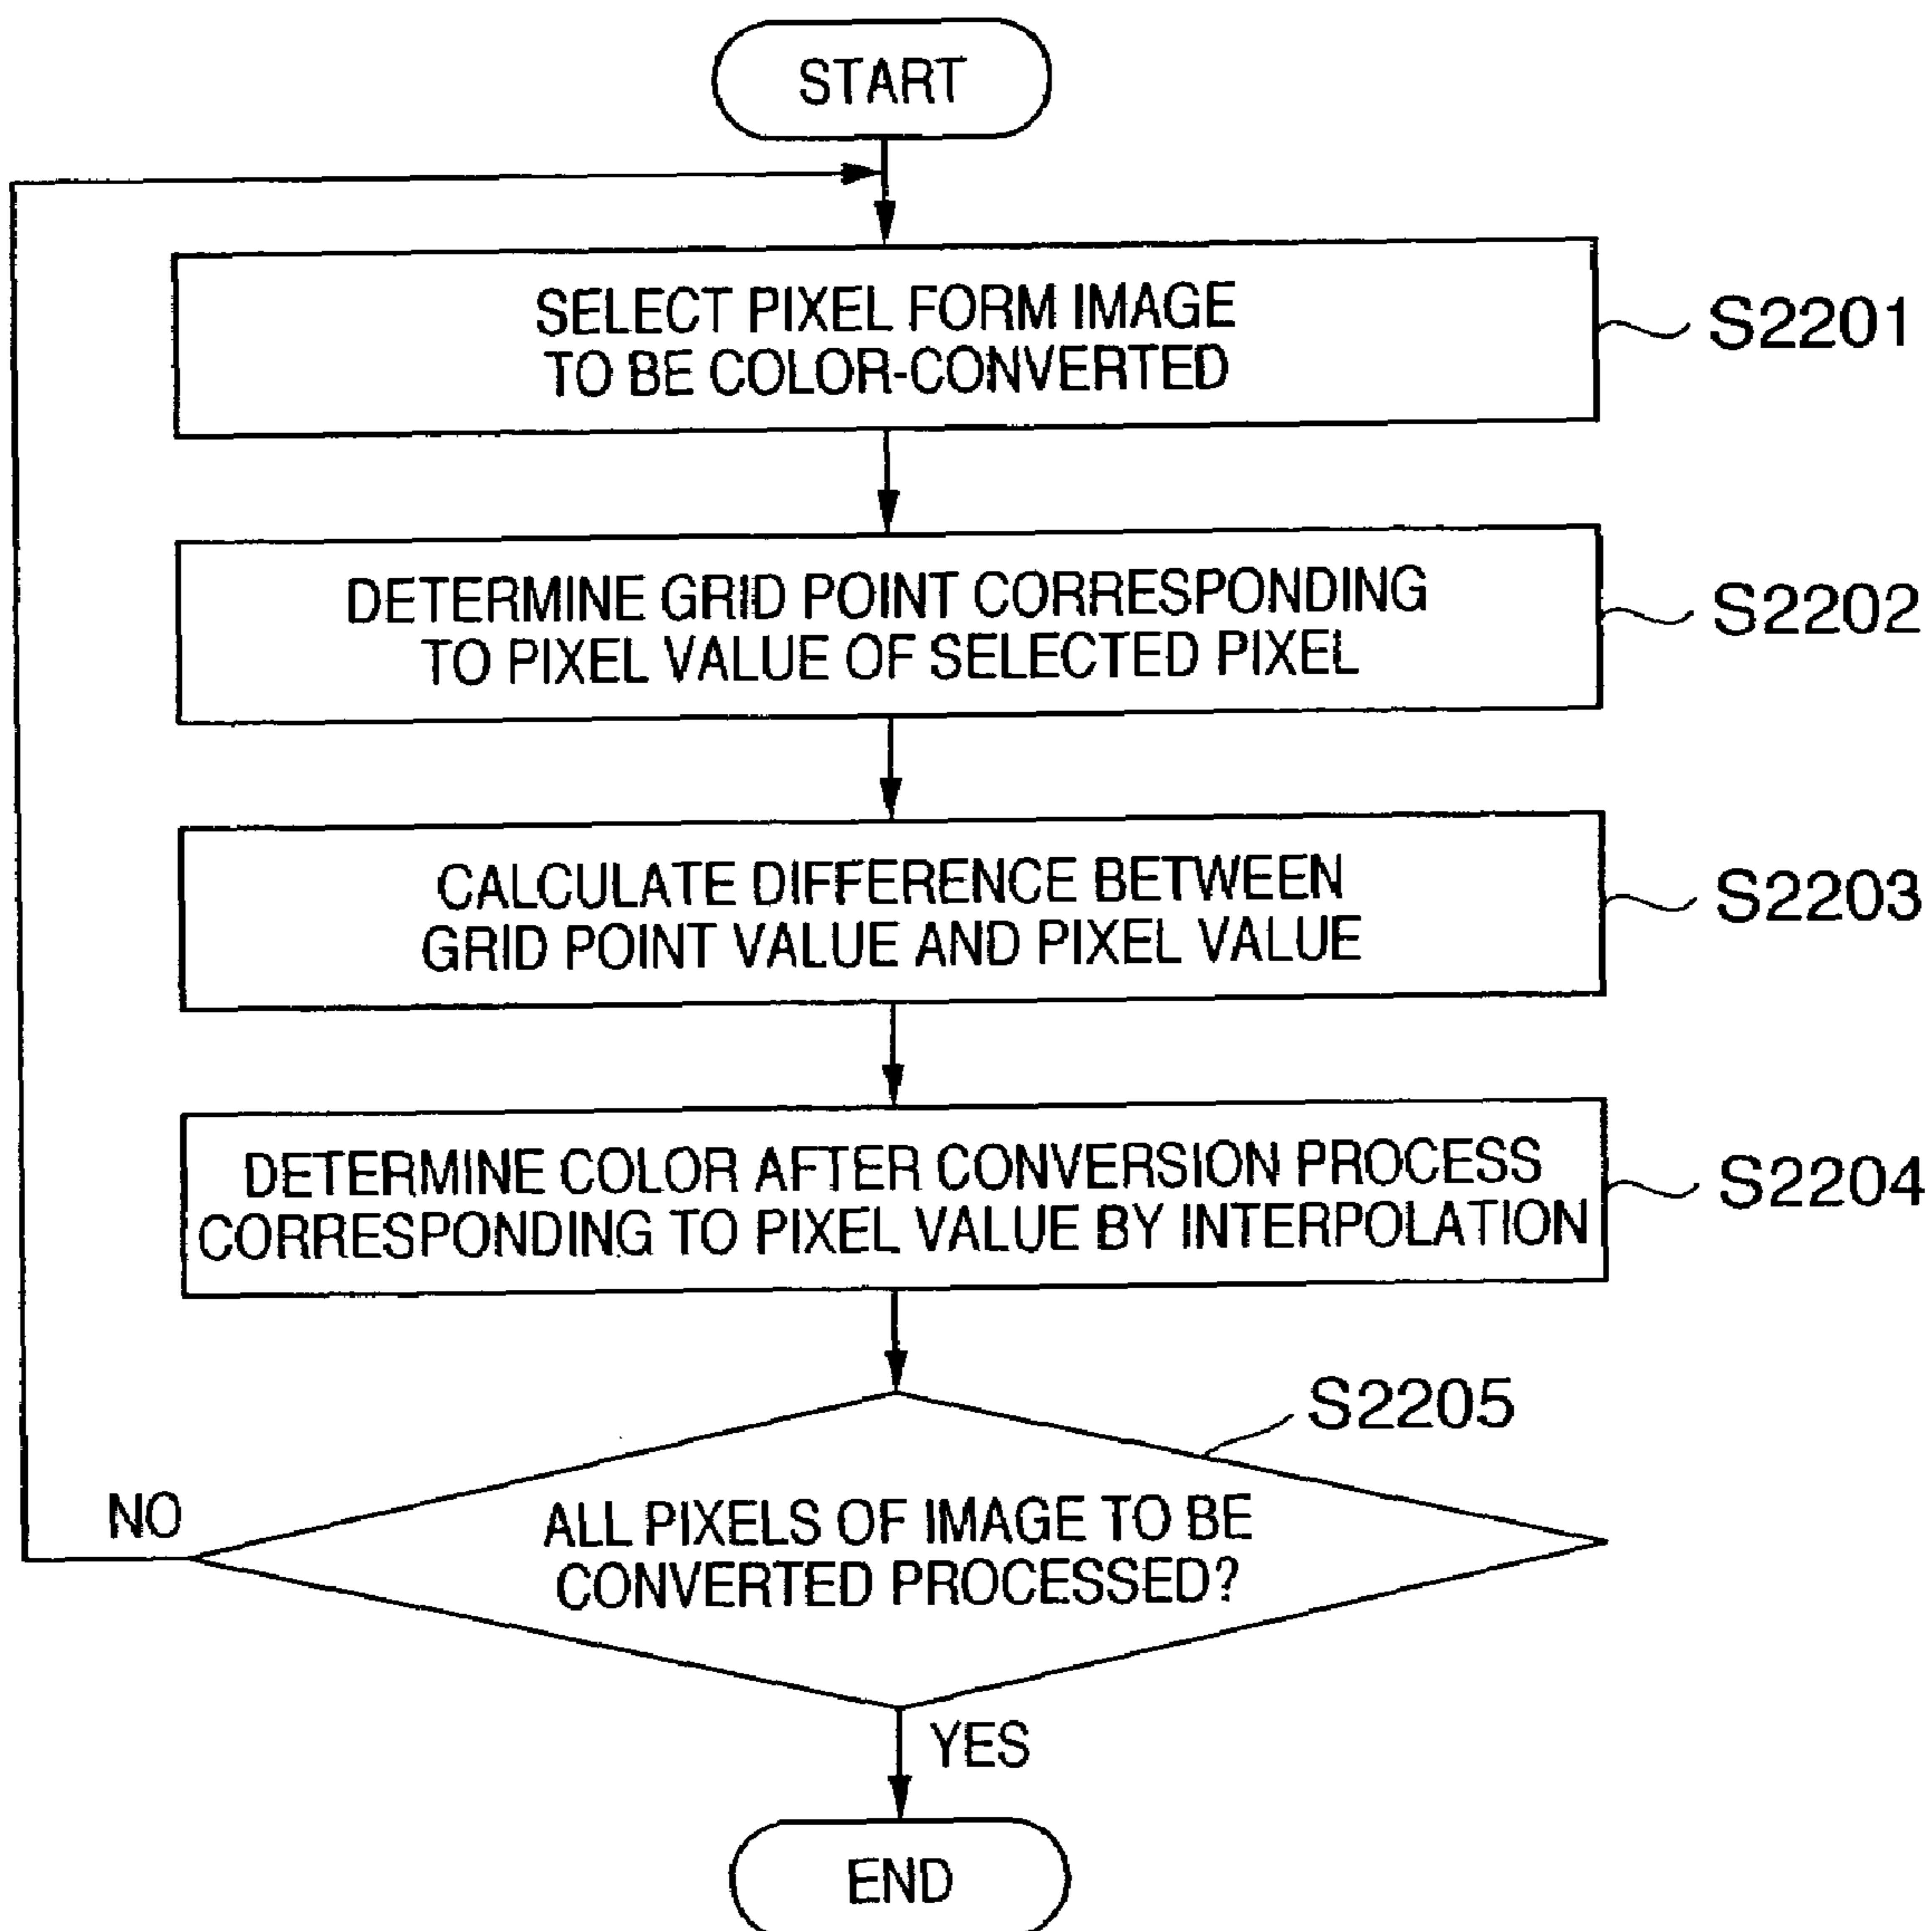 START
SELECT PIXEL FORM IMAGE
TO BE COLOR-CONVERTED
S2201
DETERMINE GRID POINT CORRESPONDING
TO PIXEL VALUE OF SELECTED PIXEL
S2202
CALCULATE DIFFERENCE BETWEEN
GRID POINT VALUE AND PIXEL VALUE
S2203
DETERMINE COLOR AFTER CONVERSION PROCESS
CORRESPONDING TO PIXEL VALUE BY INTERPOLATION
S2204
S2205
NO
ALL PIXELS OF IMAGE TO BE
CONVERTED PROCESSED?
YES
END